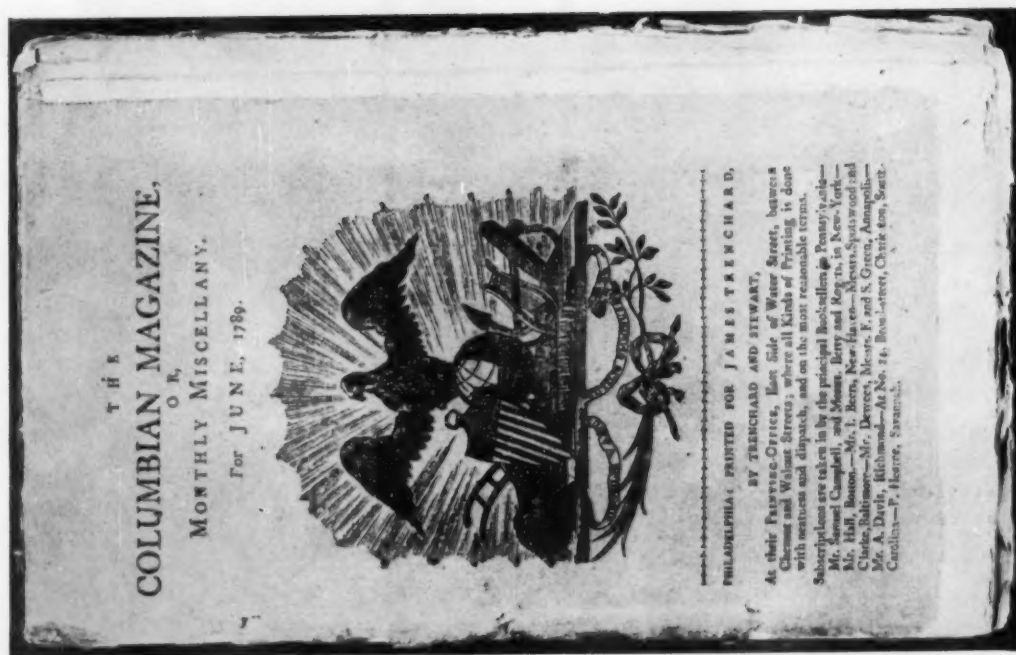 THE
COLUMBIAN MAGAZINE,
OR,
MONTHLY MISCELLANY.
For JUNE, 1789.
PHILADELPHIA: PRINTED FOR JAMES TRENCHARD,
BY TRENCHARD AND STEWART,
At their PRINTING-OFFICE, East Side of Water Street, between
Chesnut and Walnut Streets; where all Kinds of Printing is done
with neatness and dispatch, and on the most reasonable terms.
Subscriptions are taken in by the principal Booksellers in Pennsylvania—
Mr. Samuel Campbell, and Messrs. Berry and Rogers, in New-York—
Mr. Hall, Boston—Mr. I. Beers, New-Haven—Messrs. Spotswood and
Clarke, Baltimore—Mr. Messrs. F. and S. Green, Annapolis—
Mr. A. Davis, Richmond—At No. Broad-street, South-
Carolina—P. Savannah.